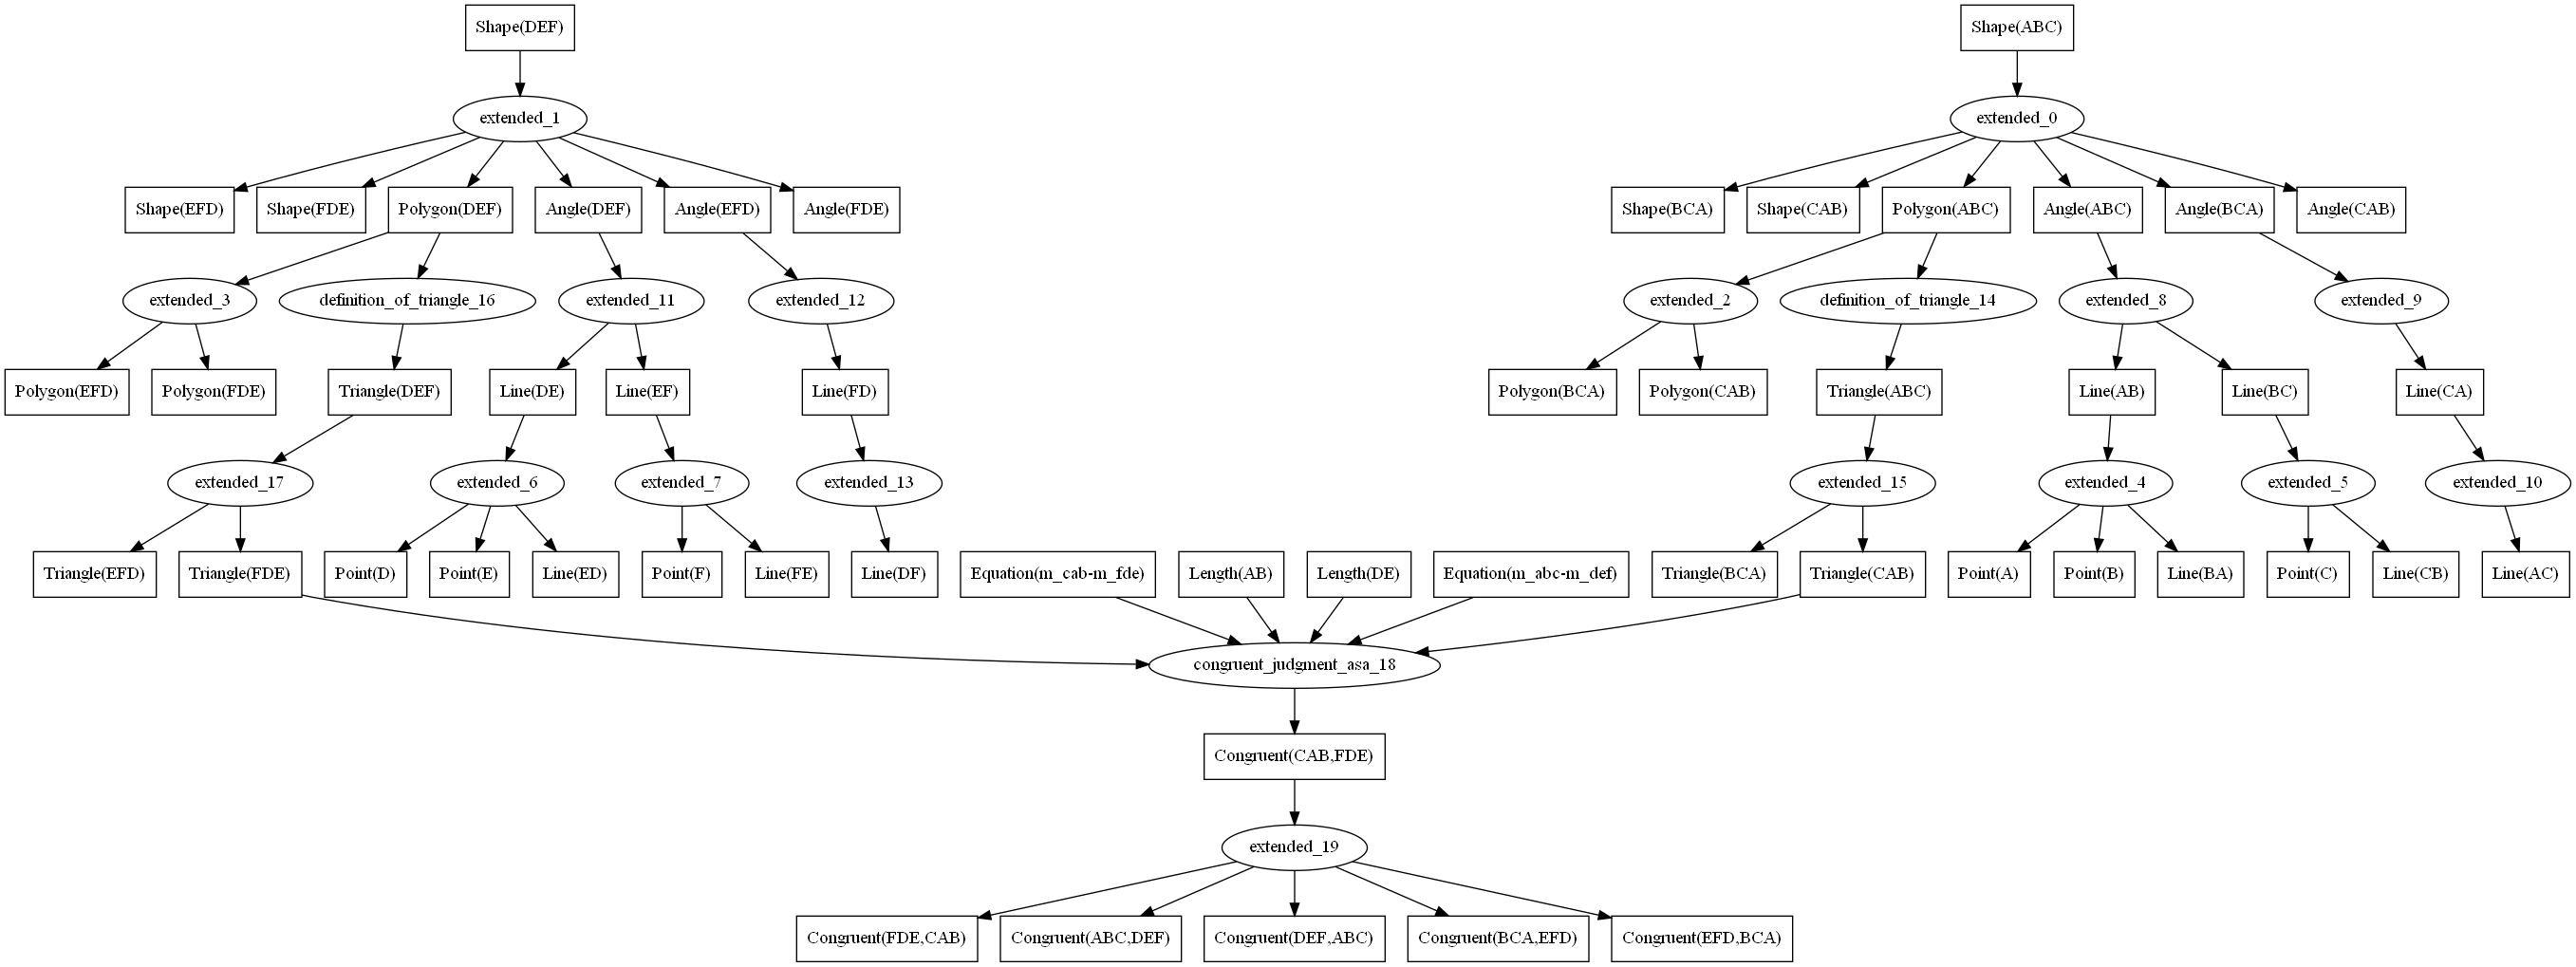 Shape(DEF)
Shape(ABC)
extended_1
extended_0
Shape(EFD)
Shape(FDE)
Polygon(DEF)
Angle(DEF)
Angle(EFD)
Angle(FDE)
Shape(BCA)
Shape(CAB)
Polygon(ABC)
Angle(ABC)
Angle(BCA)
Angle(CAB)
extended_3
definition_of_triangle_16
extended_11
extended_12
extended_2
definition_of_triangle_14
extended_8
extended_9
Polygon(EFD)
Polygon(FDE)
Triangle(DEF)
Line(DE)
Line(EF)
Line(FD)
Polygon(BCA)
Polygon(CAB)
Triangle(ABC)
Line(AB)
Line(BC)
Line(CA)
extended_17
extended_6
extended_7
extended_13
extended_15
extended_4
extended_5
extended_10
Triangle(EFD)
Triangle(FDE)
Point(D)
Point(E)
Line(ED)
Point(F)
Line(FE)
Line(DF)
Equation(m_cab-m_fde)
Length(AB)
Length(DE)
Equation(m_abc-m_def)
Triangle(BCA)
Triangle(CAB)
Point(A)
Point(B)
Line(BA)
Point(C)
Line(CB)
Line(AC)
congruent_judgment_asa_18
Congruent(CAB,FDE)
extended_19
Congruent(FDE,CAB)
Congruent(ABC,DEF)
Congruent(DEF,ABC)
Congruent(BCA,EFD)
Congruent(EFD,BCA)